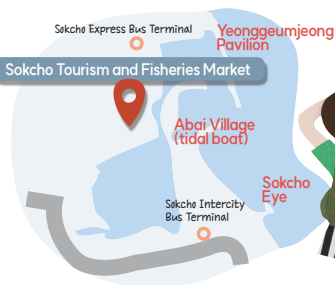 Sokcho Express Bus Terminal
Yeonggeumjeong
Pavilion
Sokcho Tourism and Fisheries Market
Abai Village
(tidal boat)
Sokcho
Eye
Sokcho Intercity
Bus Terminal